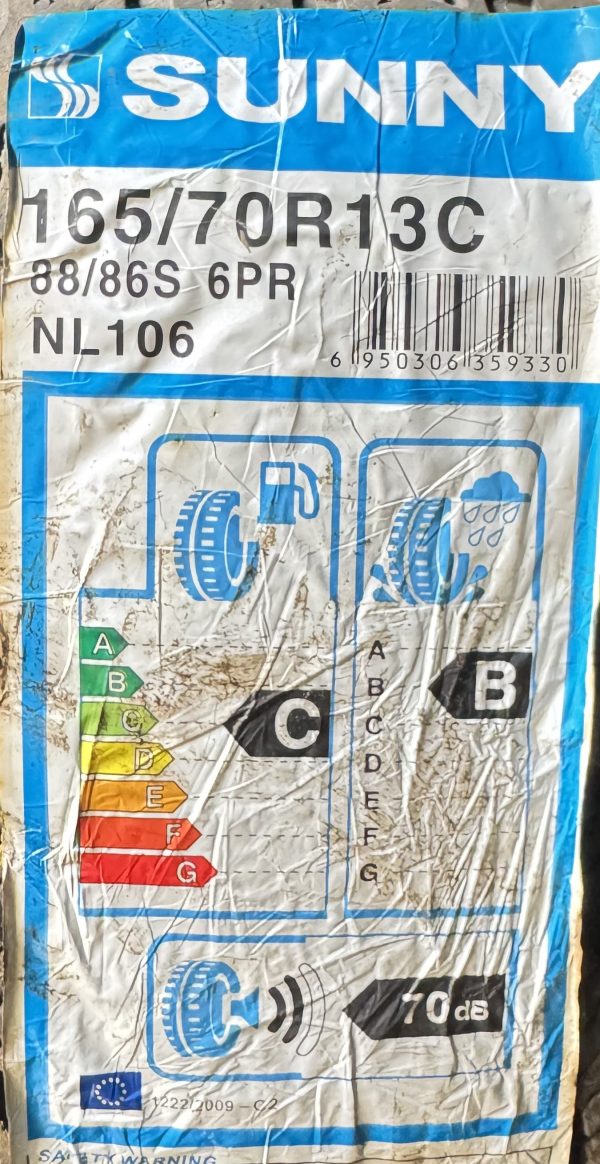 SUNNY
165/70R13C
88/86S 6PR
NL106
6 950306 359330
A
B
C
D
E
F
G
C
A
B
C
D
E
F
G
B
70dB
1222/2009 - C2
SAFETY WARNING